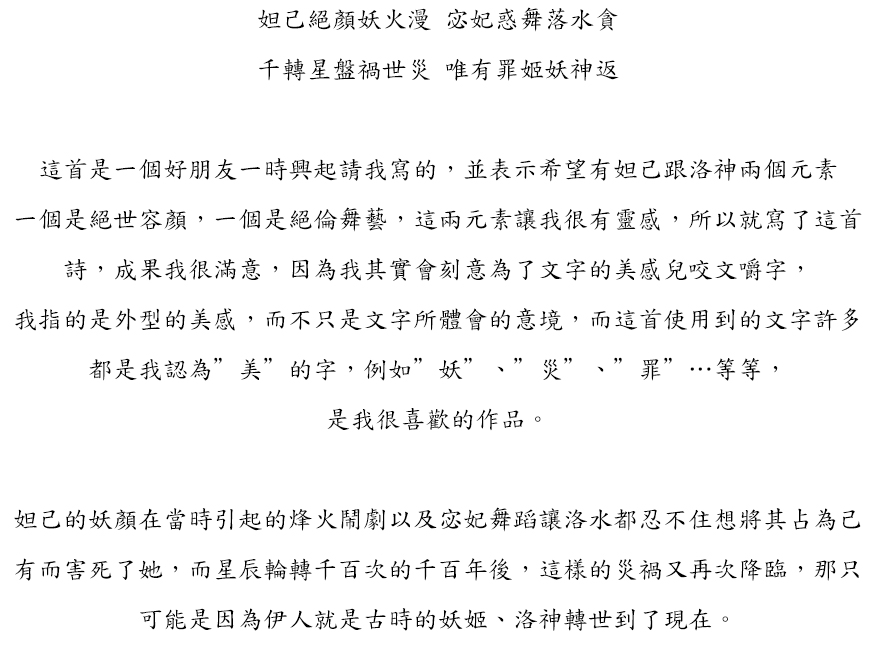 妲己絕顏妖火漫 宓妃惑舞落水貪
千轉星盤禍世災 唯有罪姬妖神返
這首是一個好朋友一時興起請我寫的，並表示希望有妲己跟洛神兩個元素
一個是絕世容顏，一個是絕倫舞藝，這兩元素讓我很有靈感，所以就寫了這首
詩，成果我很滿意，因為我其實會刻意為了文字的美感兒咬文嚼字，
我指的是外型的美感，而不只是文字所體會的意境，而這首使用到的文字許多
都是我認為”美”的字，例如”妖”、”災”、”罪”…等等，
是我很喜歡的作品。
妲己的妖顏在當時引起的烽火鬧劇以及宓妃舞蹈讓洛水都忍不住想將其占為己
有而害死了她，而星辰輪轉千百次的千百年後，這樣的災禍又再次降臨，那只
可能是因為伊人就是古時的妖姬、洛神轉世到了現在。